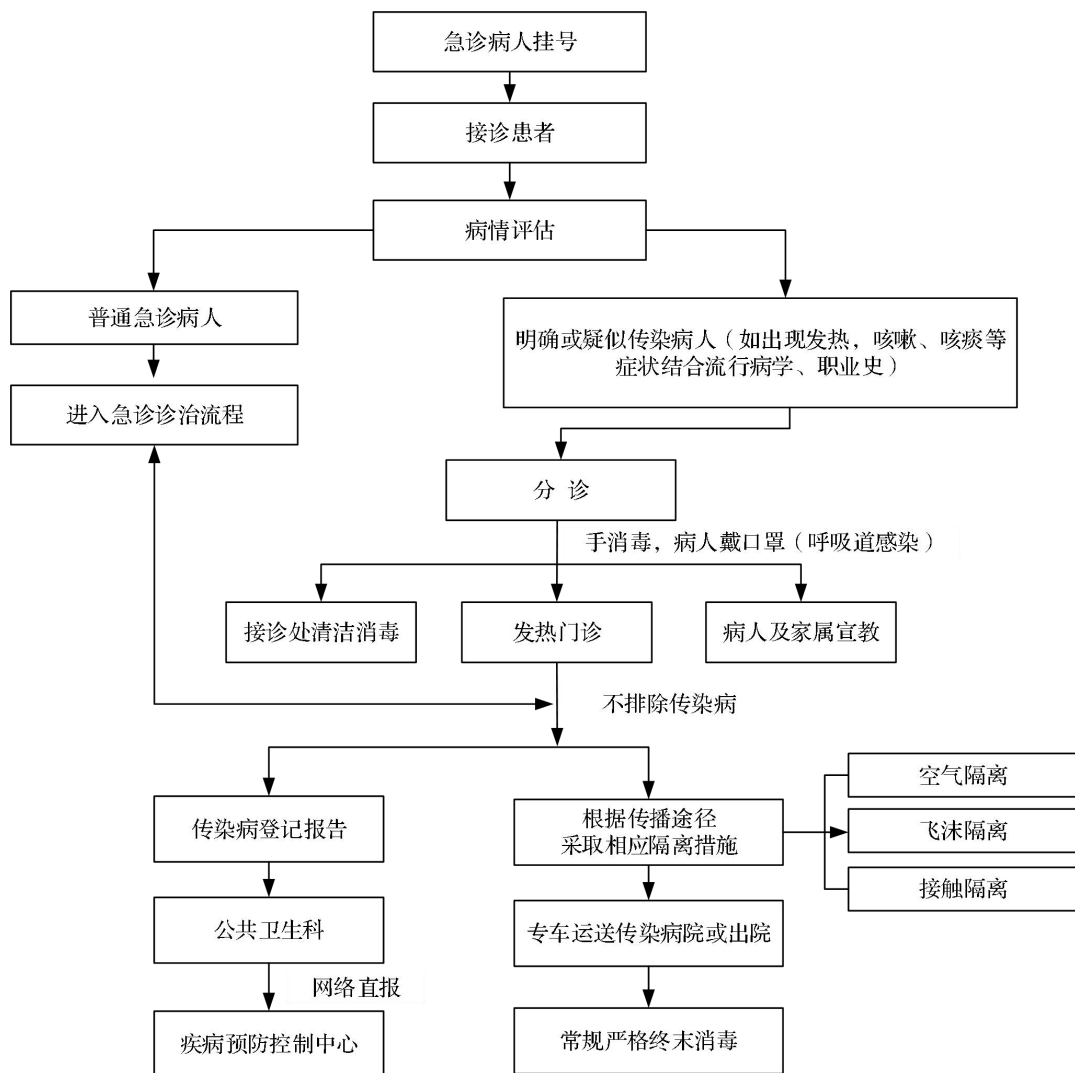 急诊病人挂号
接诊患者
病情评估
普通急诊病人
明确或疑似传染病人（如出现发热，咳嗽、咳痰等
症状结合流行病学、职业史）
进入急诊诊治流程
分 诊
手消毒，病人戴口罩（呼吸道感染）
接诊处清洁消毒
发热门诊
病人及家属宣教
不排除传染病
传染病登记报告
根据传播途径
采取相应隔离措施
空气隔离
飞沫隔离
接触隔离
公共卫生科
专车运送传染病院或出院
网络直报
疾病预防控制中心
常规严格终末消毒